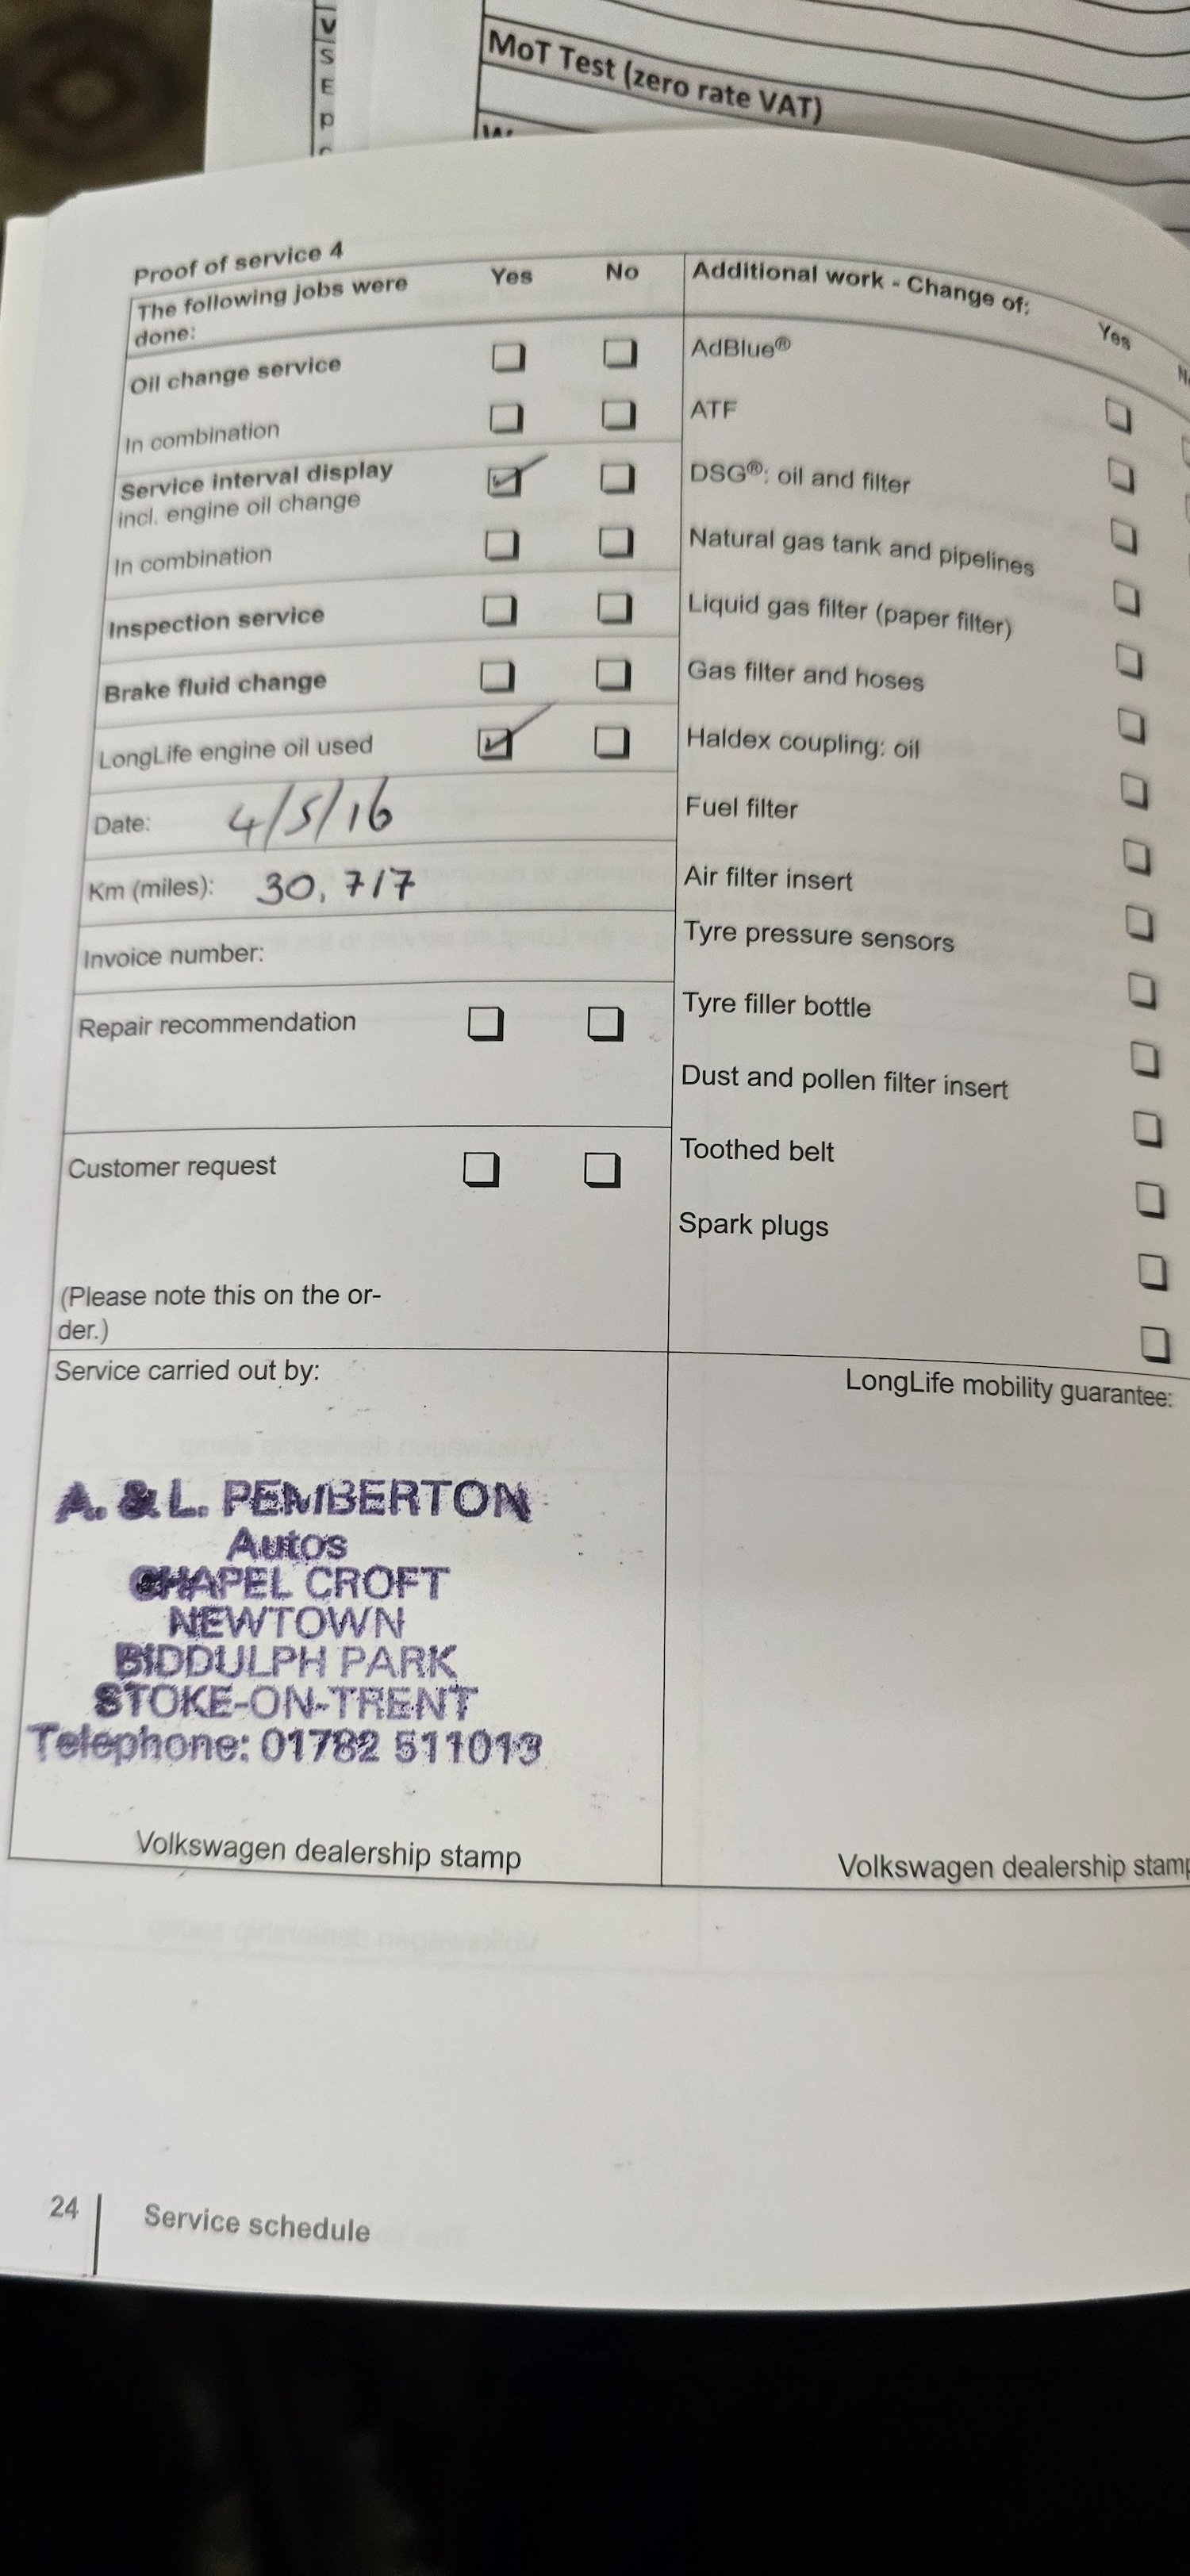 V
S
E
p
MoT Test (zero rate VAT)
Proof of service 4
The following jobs were done:
Yes
No
Oil change service
In combination
Service interval display
incl. engine oil change
In combination
Inspection service
Brake fluid change
LongLife engine oil used
Date: 4/5/16
Km (miles): 30,717
Invoice number:
Repair recommendation
Customer request
(Please note this on the or-
der.)
Additional work - Change of:
Yes
AdBlue®
ATF
DSG®: oil and filter
Natural gas tank and pipelines
Liquid gas filter (paper filter)
Gas filter and hoses
Haldex coupling: oil
Fuel filter
Air filter insert
Tyre pressure sensors
Tyre filler bottle
Dust and pollen filter insert
Toothed belt
Spark plugs
Service carried out by:
A. & L. PEMBERTON
Autos
CHAPEL CROFT
NEWTOWN
BIDDULPH PARK
STOKE-ON-TRENT
Telephone: 01782 511013
Volkswagen dealership stamp
LongLife mobility guarantee:
Volkswagen dealership stamp
24
Service schedule